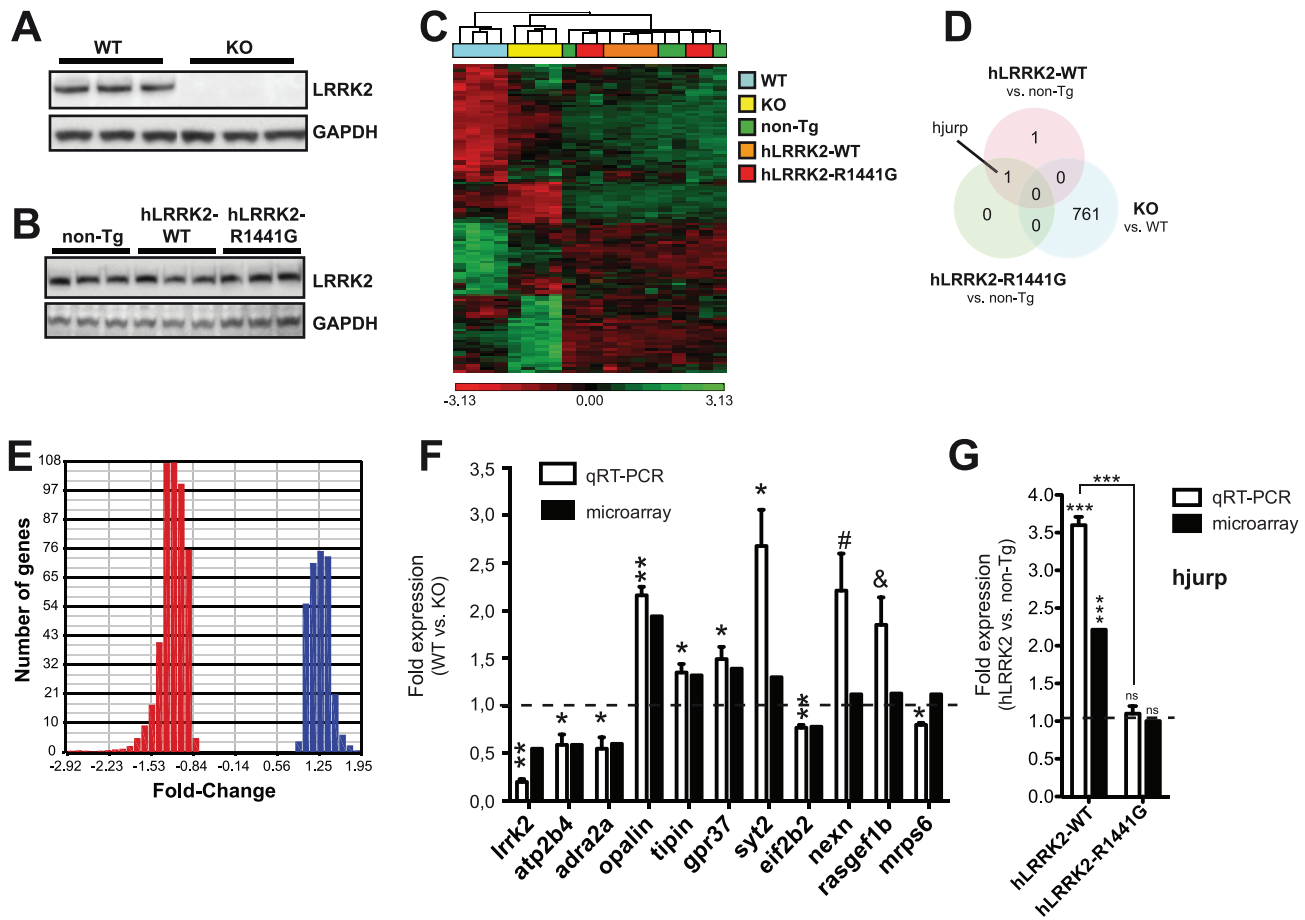 A
WT KO
LRRK2
GAPDH
B
non-Tg
hLRRK2-
WT
hLRRK2-
R1441G
LRRK2
GAPDH
C
WT
KO
non-Tg
hLRRK2-WT
hLRRK2-R1441G
-3.13 0.00 3.13
D
hLRRK2-WT
vs. non-Tg
hjurp
1
1 0
0
0 761
0
KO
vs. WT
hLRRK2-R1441G
vs. non-Tg
E
Number of genes
108
97
87
76
65
54
43
32
21
10
0
-2.92 -2.23 -1.53 -0.84 -0.14 0.56 1.25 1.95
Fold-Change
F
Fold expression
(WT vs. KO)
3,5
3,0
2,5
2,0
1,5
1,0
0,5
0,0
qRT-PCR
microarray
** * * ** * * * ** # & *
lrrk2
atp2b4
adra2a
opalin
tipin
gpr37
syt2
eif2b2
nexn
rasgef1b
mrps6
G
Fold expression
(hLRRK2 vs. non-Tg)
4.0
3.5
3.0
2.5
2.0
1.5
1.0
0.5
0.0
***
***
***
ns ns
hLRRK2-WT
hLRRK2-R1441G
qRT-PCR
microarray
hjurp